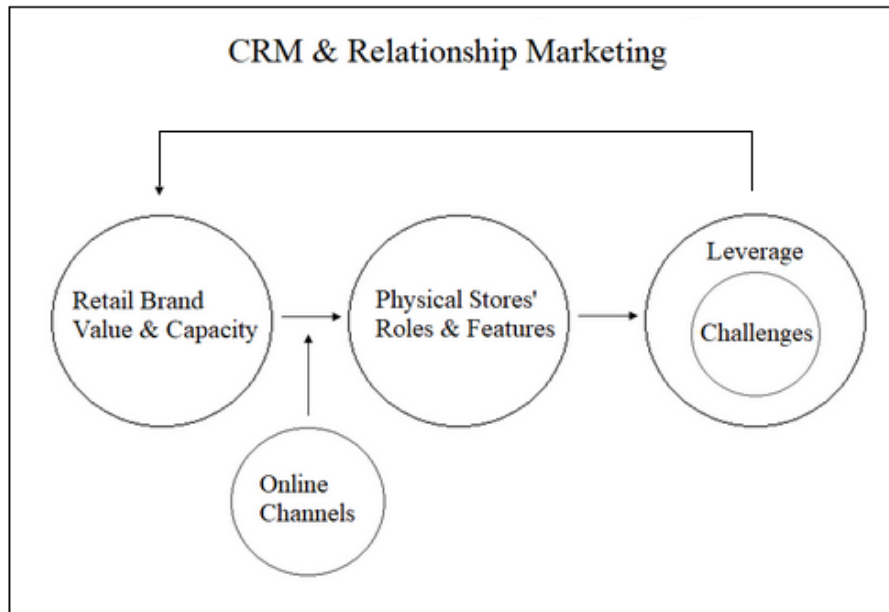 CRM & Relationship Marketing
Retail Brand
Value & Capacity
Physical Stores'
Roles & Features
Leverage
Challenges
Online
Channels